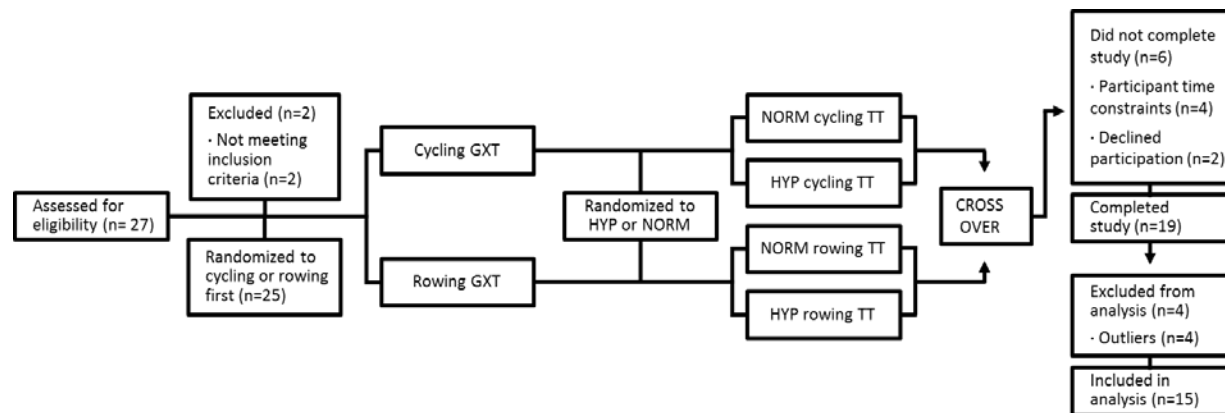 Assessed for
eligibility (n= 27)
Excluded (n=2)
· Not meeting
inclusion
criteria (n=2)
Randomized to
cycling or rowing
first (n=25)
Cycling GXT
Rowing GXT
Randomized to
HYP or NORM
NORM cycling TT
HYP cycling TT
NORM rowing TT
HYP rowing TT
CROSS
OVER
Did not complete
study (n=6)
· Participant time
constraints (n=4)
· Declined
participation (n=2)
Completed
study (n=19)
Excluded from
analysis (n=4)
· Outliers (n=4)
Included in
analysis (n=15)